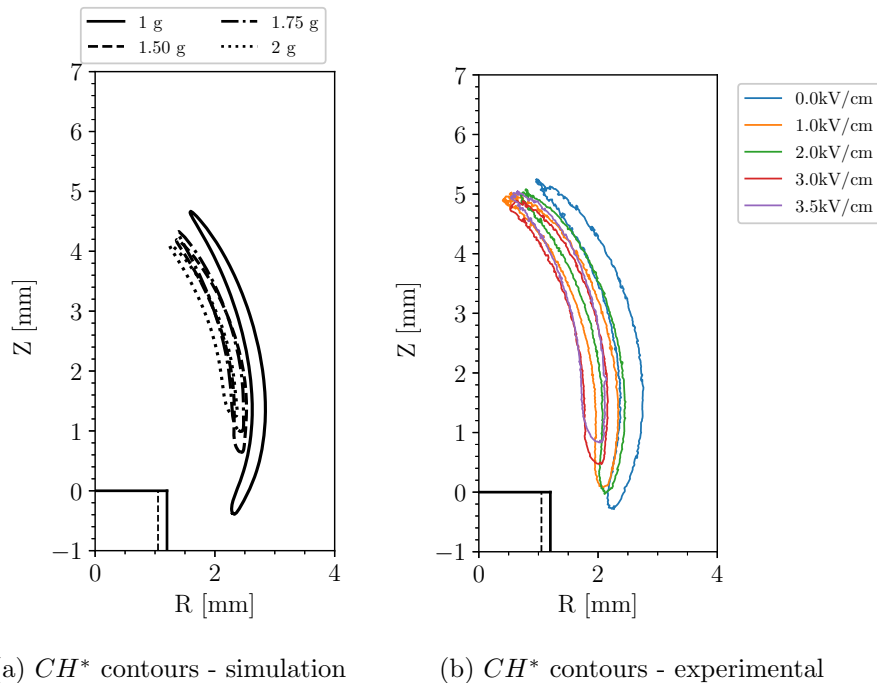 1 g
1.50 g
1.75 g
2 g
7
6
5
4
3
2
1
0
−1
0
2
4
Z [mm]
R [mm]
7
6
5
4
3
2
1
0
−1
0
2
4
Z [mm]
R [mm]
0.0kV/cm
1.0kV/cm
2.0kV/cm
3.0kV/cm
3.5kV/cm
a) CH* contours - simulation
(b) CH* contours - experimental